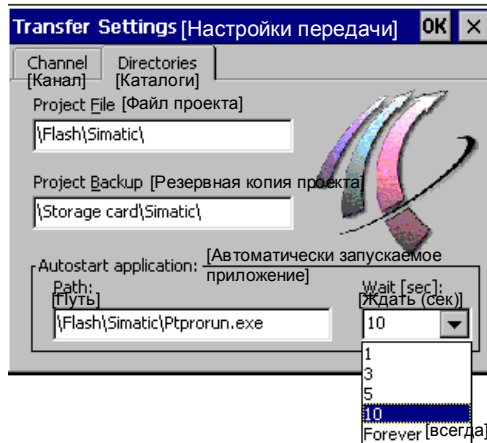 Transfer Settings [Настройки передачи] OK ×
Channel Directories
[Канал] [Каталоги]
Project File [Файл проекта]
\Flash\Simatic\
Project Backup [Резервная копия проекта]
\Storage card\Simatic\
Autostart application: [Автоматически запускаемое
приложение]
Path: Wait [sec]:
[Путь] [Ждать (сек)]
\Flash\Simatic\Ptprorun.exe 10
1
3
5
10
Forever [всегда]